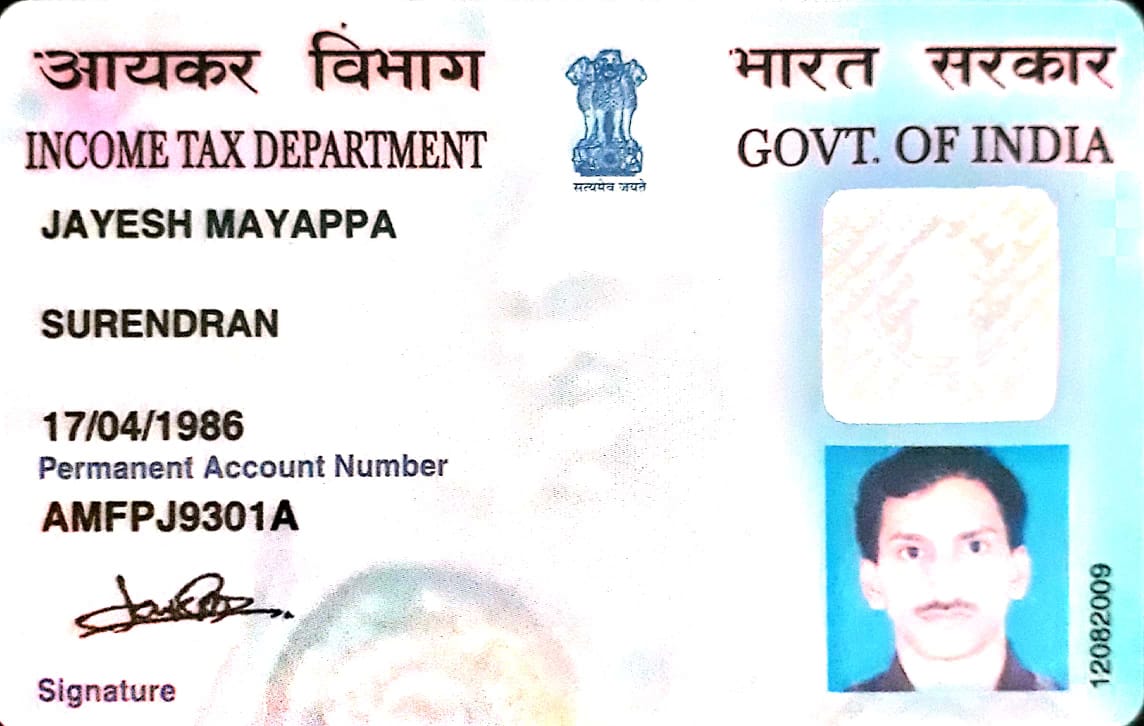 आयकर विभाग
INCOME TAX DEPARTMENT
सत्यमेव जयते
भारत सरकार
GOVT. OF INDIA
JAYESH MAYAPPA
SURENDRAN
17/04/1986
Permanent Account Number
AMFPJ9301A
Signature
12082009